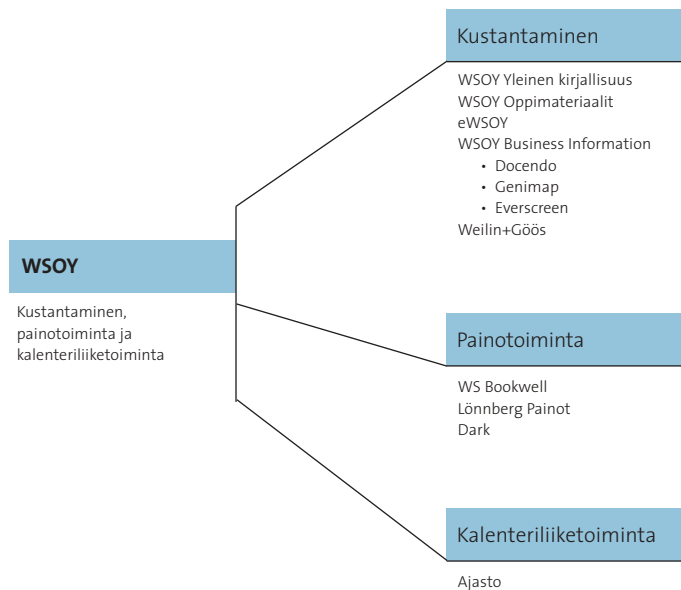 WSOY
Kustantaminen,
painotoiminta ja
kalenteriliiketoiminta
Kustantaminen
WSOY Yleinen kirjallisuus
WSOY Oppimateriaalit
eWSOY
WSOY Business Information
• Docendo
• Genimap
• Everscreen
Weilin+Göös
Painotoiminta
WS Bookwell
Lönnberg Painot
Dark
Kalenteriliiketoiminta
Ajasto